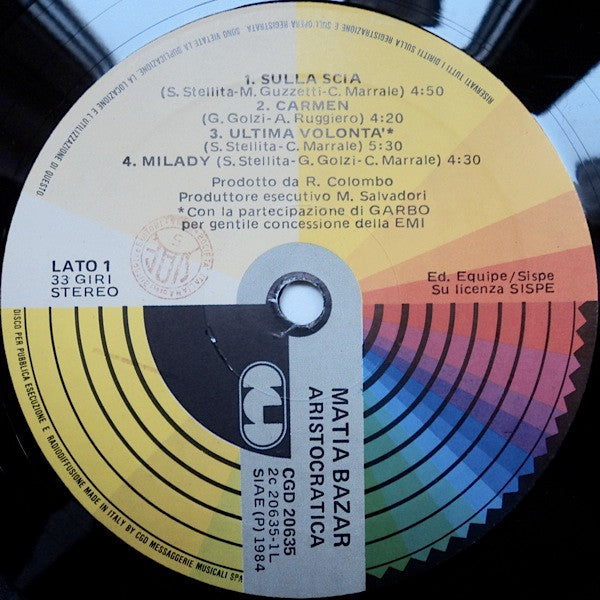 RISERVATI TUTTI I DIRITTI SULLA REGISTRAZIONE E SULL'OPERA REGISTRATA. SONO VIETATE LA DUPLICAZIONE, LA LOCAZIONE E L'UTILIZZAZIONE DI QUESTO
DISCO PER PUBBLICA ESECUZIONE E RADIODIFFUSIONE MADE IN ITALY BY CGD MESSAGGERIE MUSICALI SPA
1. SULLA SCIA
(S. Stellita-M. Guzzetti-C. Marrale) 4:50
2. CARMEN
(G. Golzi-A. Ruggiero) 4:20
3. ULTIMA VOLONTA'*
(S. Stellita-C. Marrale) 5:30
4. MILADY (S. Stellita-G. Golzi-C. Marrale) 4:30
Prodotto da R. Colombo
Produttore esecutivo M. Salvadori
*Con la partecipazione di GARBO
per gentile concessione della EMI
LATO 1
33 GIRI
STEREO
Ed. Equipe/Sispe
Su licenza SISPE
MATIA BAZAR
ARISTOCRATICA
CGD 20635
2c 20635-1L
SIAE (P) 1984